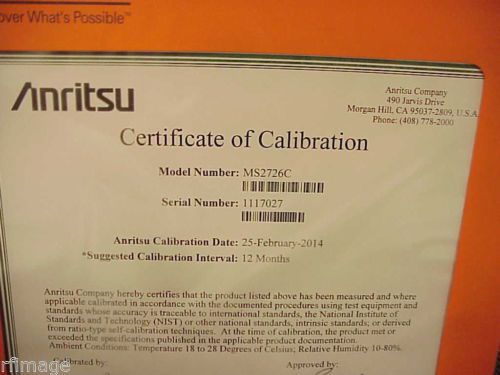 over What's Possible™
Anritsu
Anritsu Company
490 Jarvis Drive
Morgan Hill, CA 95037-2809, U.S.A
Phone: (408) 778-2000
Certificate of Calibration
Model Number: MS2726C
Serial Number: 1117027
Anritsu Calibration Date: 25-February-2014
*Suggested Calibration Interval: 12 Months
Anritsu Company hereby certifies that the product listed above has been measured and where
applicable calibrated in accordance with the documented procedures using test equipment and
standards whose accuracy is traceable to international standards, the National Institute of
Standards and Technology (NIST) or other national standards, intrinsic standards; or derived
from ratio-type self-calibration techniques. At the time of calibration, the product met or
exceeded the specifications published in the applicable product documentation.
Ambient Conditions: Temperature 18 to 28 Degrees of Celsius; Relative Humidity 10-80%.
Calibrated by:
Approved by:
rfimage
rfimage